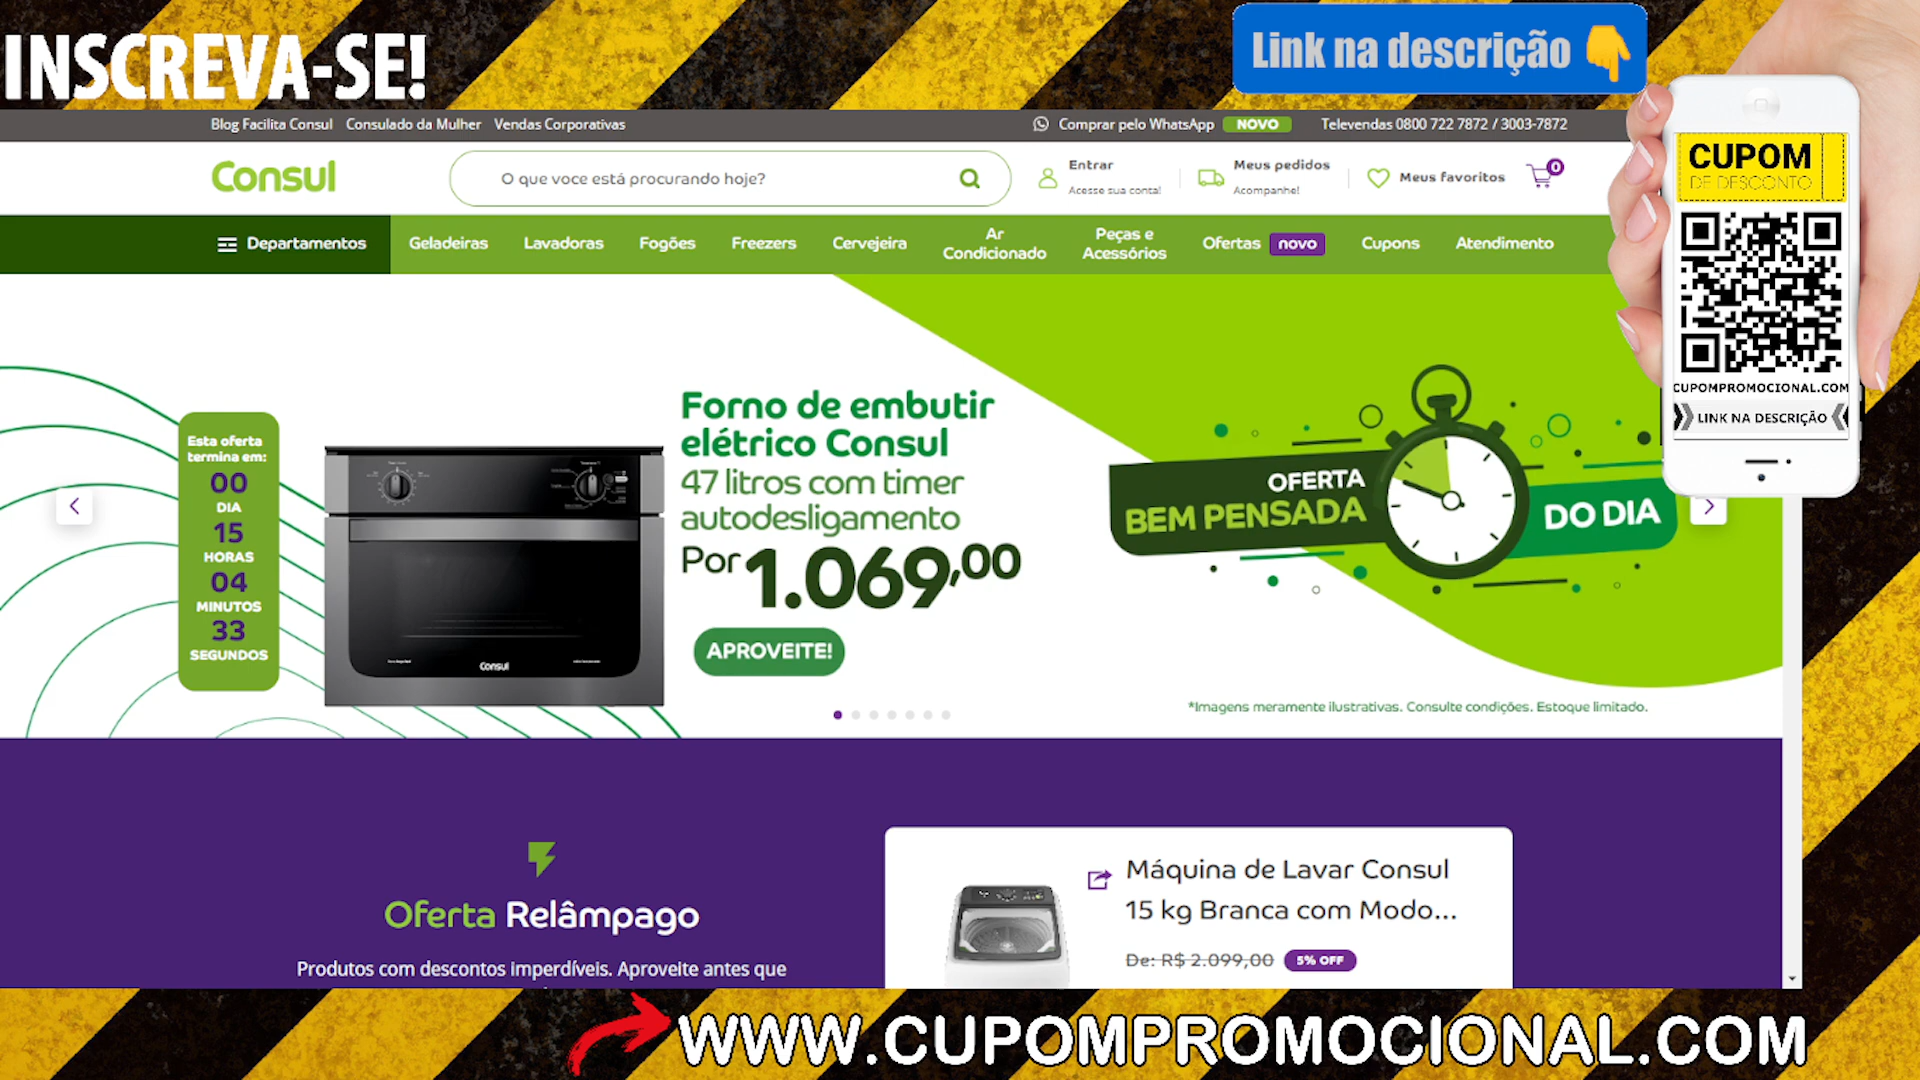 INSCREVA-SE!
Link na descrição
Blog Facilita Consul Consulado da Mulher Vendas Corporativas
Comprar pelo WhatsApp NOVO Televendas 0800 722 7872 / 3003-7872
Consul
O que voce está procurando hoje?
Entrar
Acesse sua conta!
Meus pedidos
Acompanhe!
Meus favoritos
0
Departamentos
Geladeiras
Lavadoras
Fogões
Freezers
Cervejeira
Ar
Condicionado
Peças e
Acessórios
Ofertas novo
Cupons
Atendimento
CUPOM
DE DESCONTO
CUPOMPROMOCIONAL.COM
LINK NA DESCRIÇÃO
Esta oferta
termina em:
00
DIA
15
HORAS
04
MINUTOS
33
SEGUNDOS
Consul
Forno de embutir
elétrico Consul
47 litros com timer
autodesligamento
Por 1.069,00
APROVEITE!
OFERTA
BEM PENSADA
DO DIA
*Imagens meramente ilustrativas. Consulte condições. Estoque limitado.
Oferta Relâmpago
Produtos com descontos imperdíveis. Aproveite antes que
Máquina de Lavar Consul
15 kg Branca com Modo...
De: R$ 2.099,00 5% OFF
WWW.CUPOMPROMOCIONAL.COM